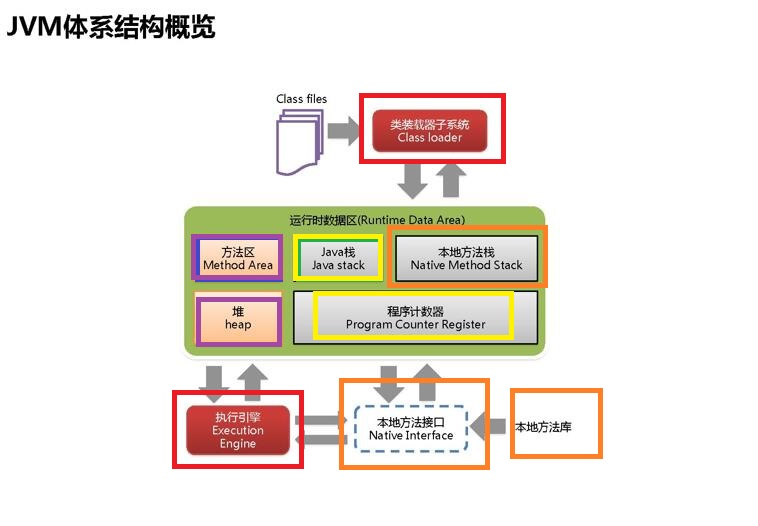 JVM体系结构概览
Class files
类装载器子系统
Class loader
运行时数据区(Runtime Data Area)
方法区
Method Area
Java栈
Java stack
本地方法栈
Native Method Stack
堆
heap
程序计数器
Program Counter Register
执行引擎
Execution
Engine
本地方法接口
Native Interface
本地方法库